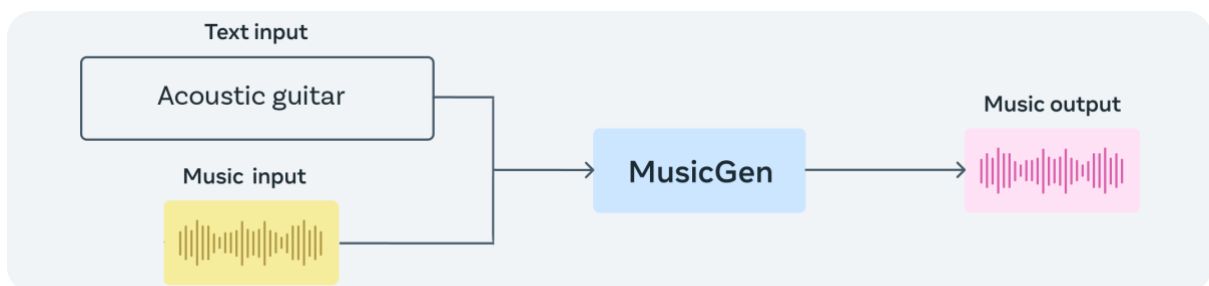 Text input
Acoustic guitar
Music input
MusicGen
Music output